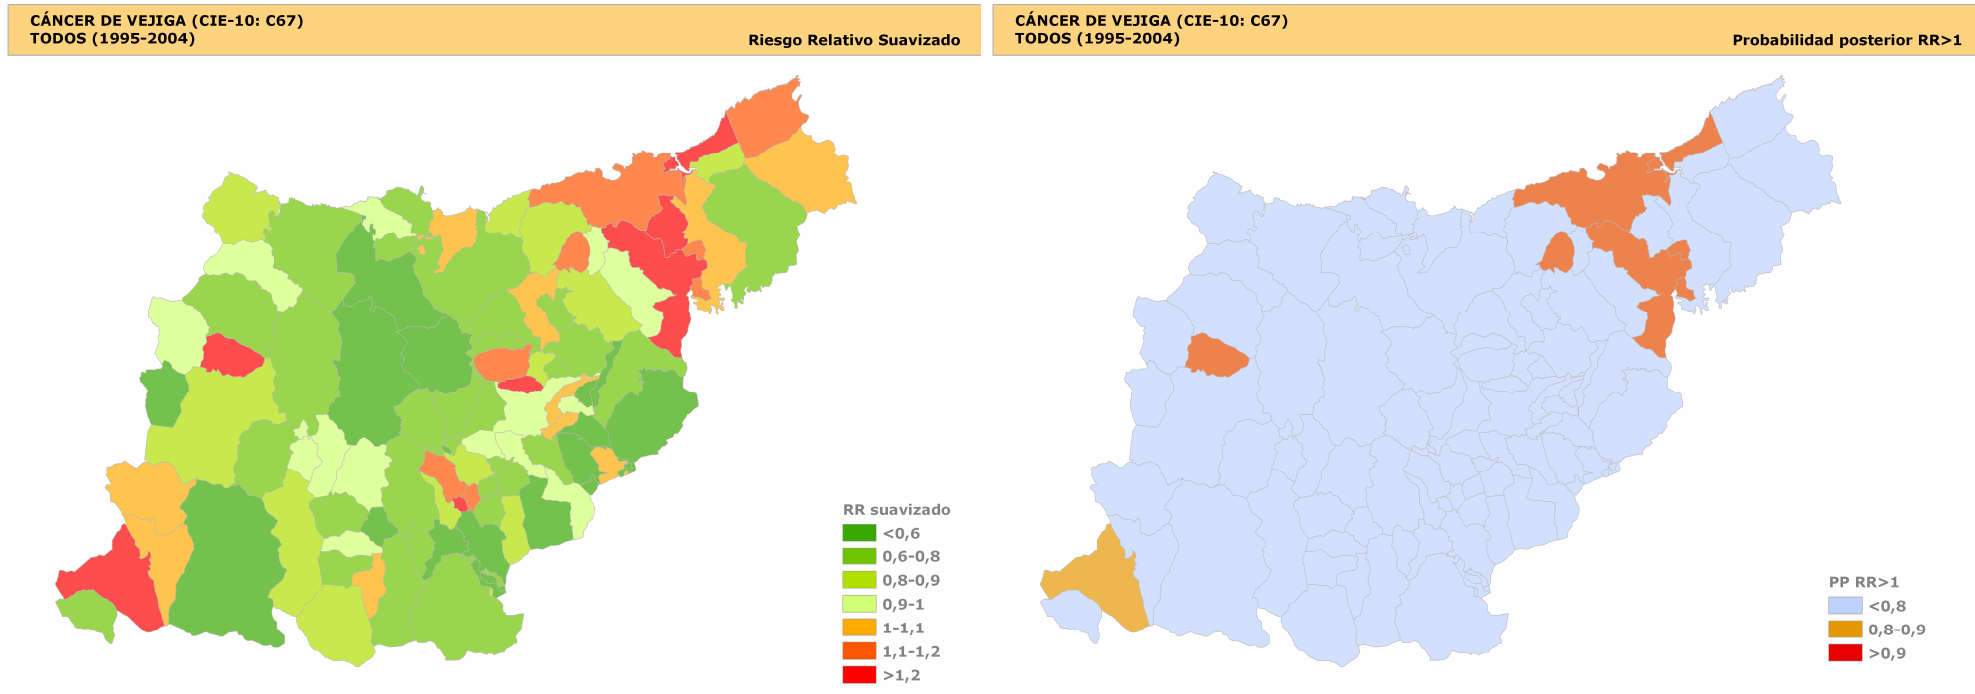 CÁNCER DE VEJIGA (CIE-10: C67)
TODOS (1995-2004)
Riesgo Relativo Suavizado
RR suavizado
<0,6
0,6-0,8
0,8-0,9
0,9-1
1-1,1
1,1-1,2
>1,2
CÁNCER DE VEJIGA (CIE-10: C67)
TODOS (1995-2004)
Probabilidad posterior RR>1
PP RR>1
<0,8
0,8-0,9
>0,9